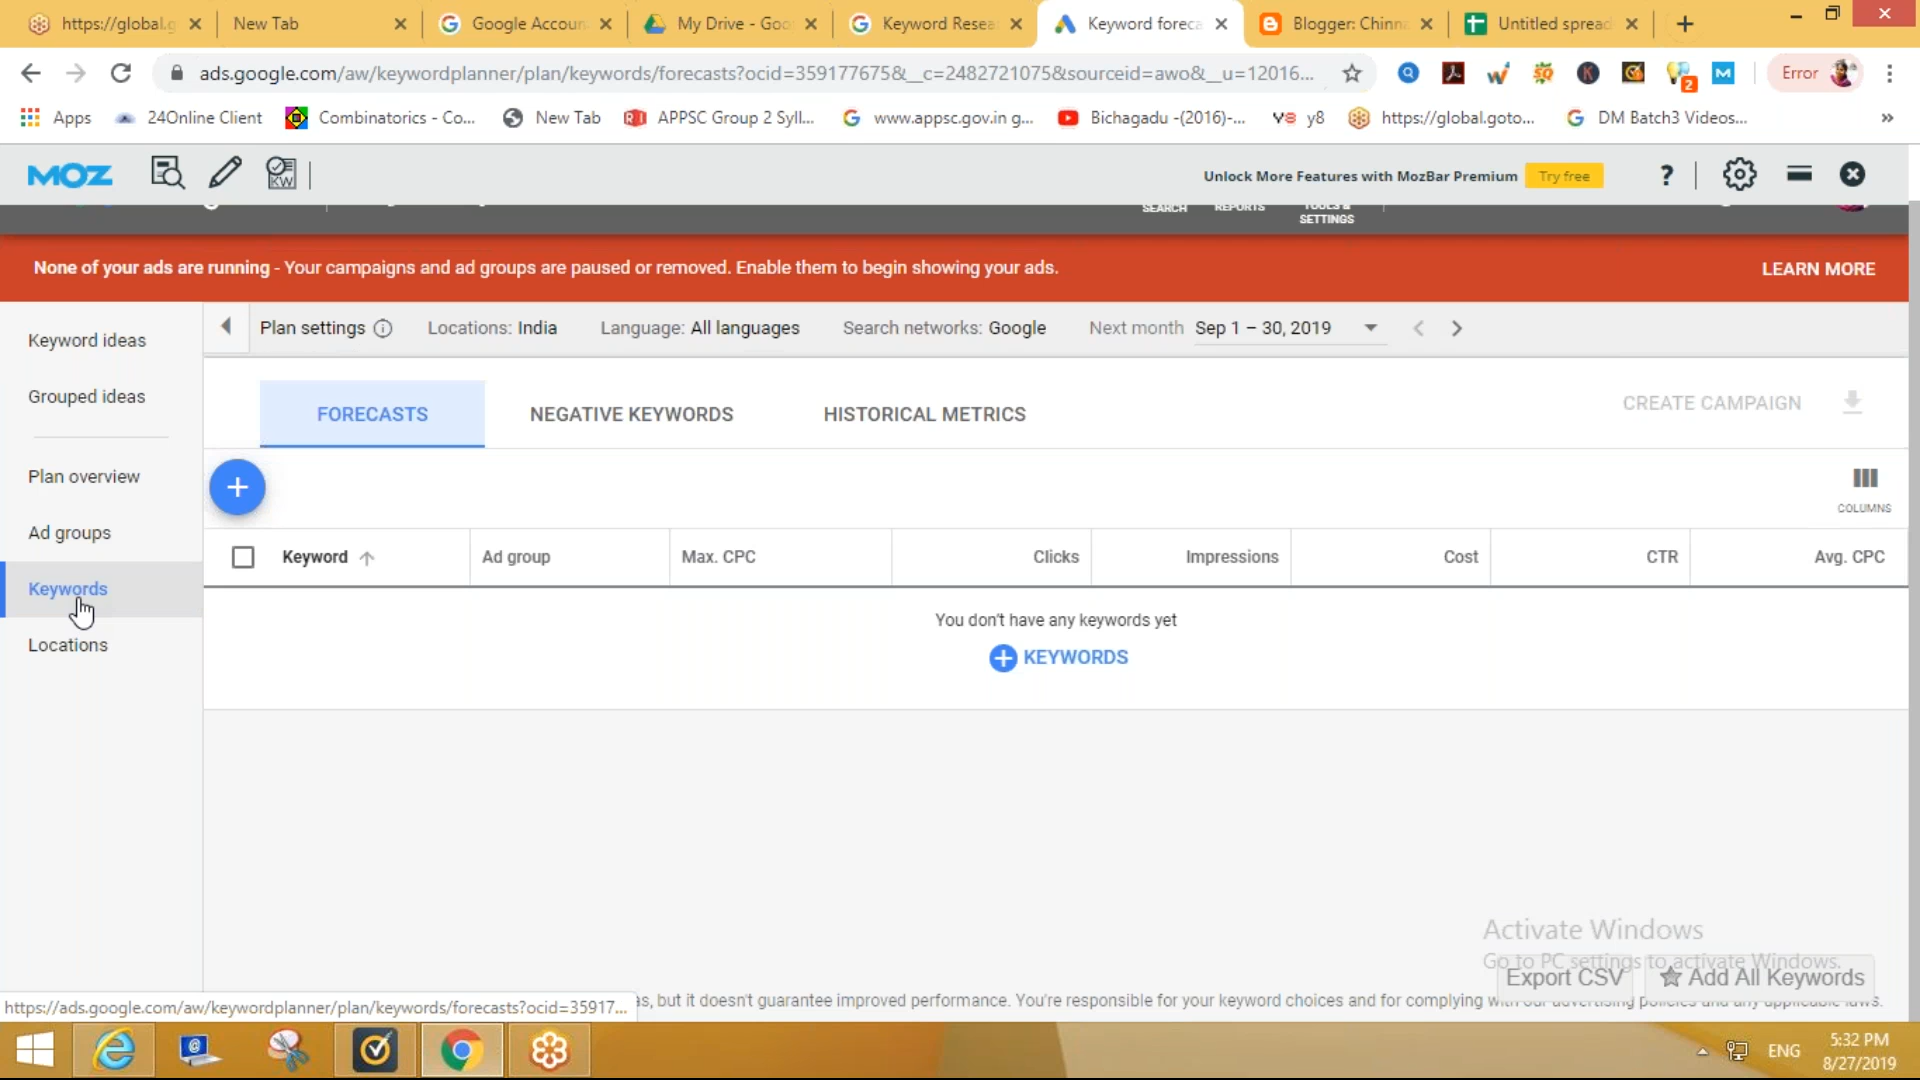 https://global.g
New Tab
Google Accoun
My Drive - Goo
Keyword Resea
Keyword foreca
Blogger: Chinn
Untitled spread
ads.google.com/aw/keywordplanner/plan/keywords/forecasts?ocid=359177675&__c=2482721075&sourceid=awo&__u=12016...
2
Error
Apps
24Online Client
Combinatorics - Co...
New Tab
APPSC Group 2 Syll...
www.appsc.gov.in g...
Bichagadu -(2016)-...
y8
https://global.goto...
DM Batch3 Videos...
»
MOZ
KW
Unlock More Features with MozBar Premium
Try free
?
SEARCH
REPORTS
TOOLS &
SETTINGS
None of your ads are running - Your campaigns and ad groups are paused or removed. Enable them to begin showing your ads.
LEARN MORE
Keyword ideas
Grouped ideas
Plan overview
Ad groups
Keywords
Locations
Plan settings
Locations: India
Language: All languages
Search networks: Google
Next month Sep 1 – 30, 2019
FORECASTS
NEGATIVE KEYWORDS
HISTORICAL METRICS
CREATE CAMPAIGN
COLUMNS
Keyword
Ad group
Max. CPC
Clicks
Impressions
Cost
CTR
Avg. CPC
You don't have any keywords yet
KEYWORDS
Activate Windows
Go to PC settings to activate Windows.
Export CSV
Add All Keywords
https://ads.google.com/aw/keywordplanner/plan/keywords/forecasts?ocid=35917...
s, but it doesn't guarantee improved performance. You're responsible for your keyword choices and for complying with our advertising policies and any applicable laws.
ENG
5:32 PM
8/27/2019